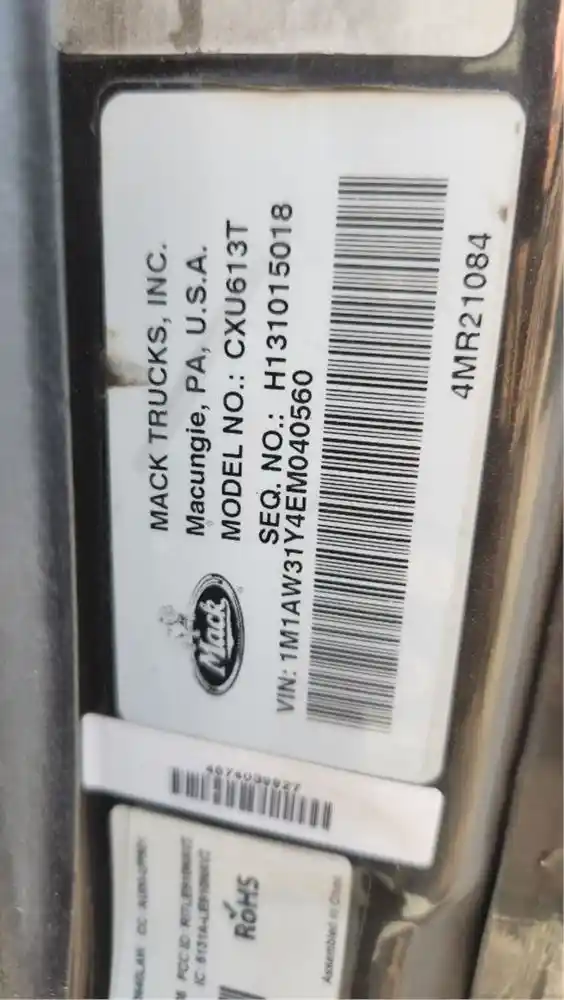 MACK TRUCKS, INC.
Macungie, PA, U.S.A.
MODEL NO.: CXU613T
SEQ. NO.: H131015018
VIN: 1M1AW31Y4EM040560
Mack
4MR21084
RoHS